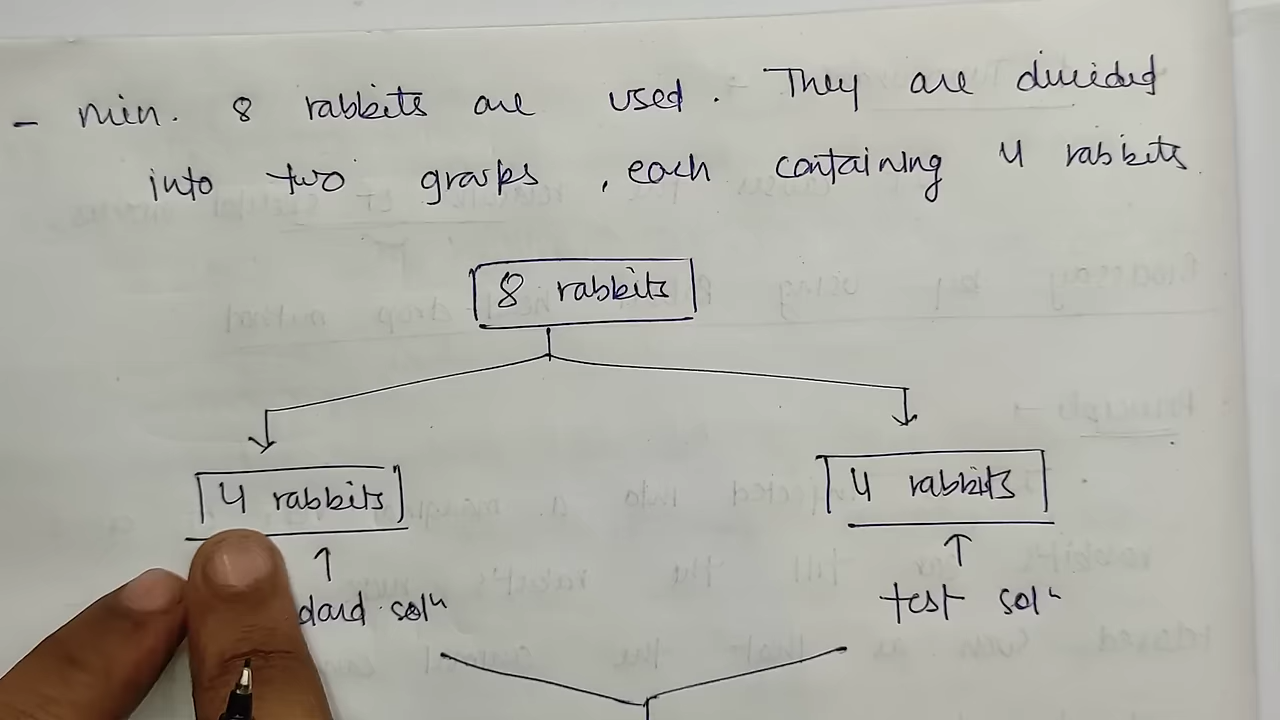 - min. 8 rabbits are used. They are divided
into two groups, each containing 4 rabbits
8 rabbits
4 rabbits
4 rabbits
dard solⁿ
test solⁿ